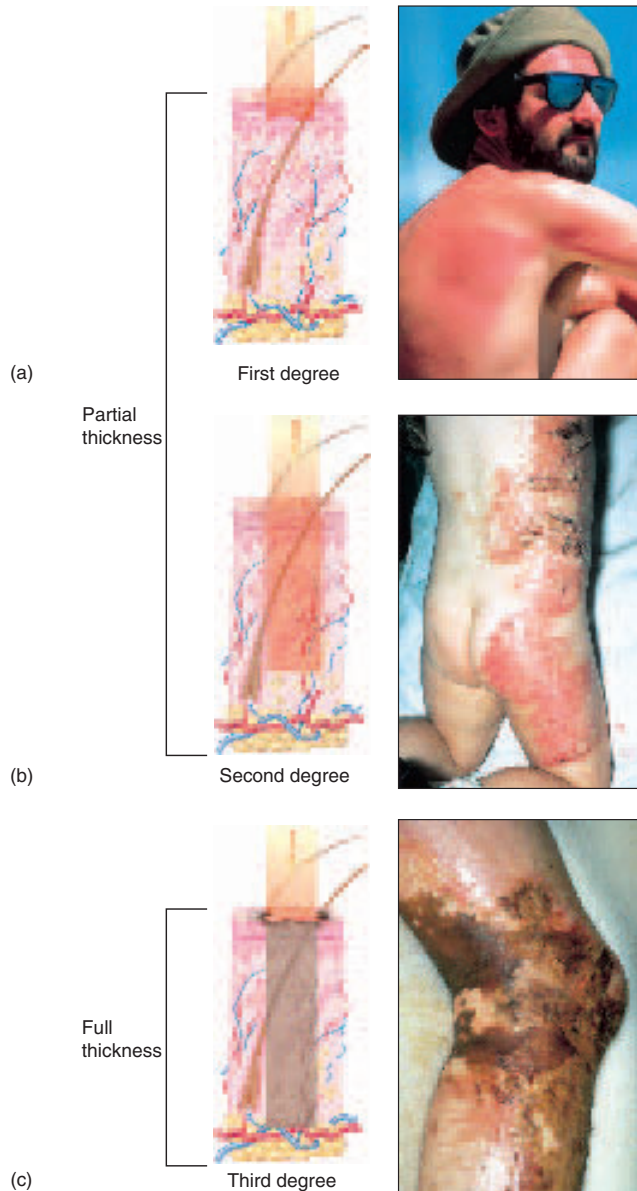 (a)
First degree
Partial
thickness
(b)
Second degree
Full
thickness
(c)
Third degree